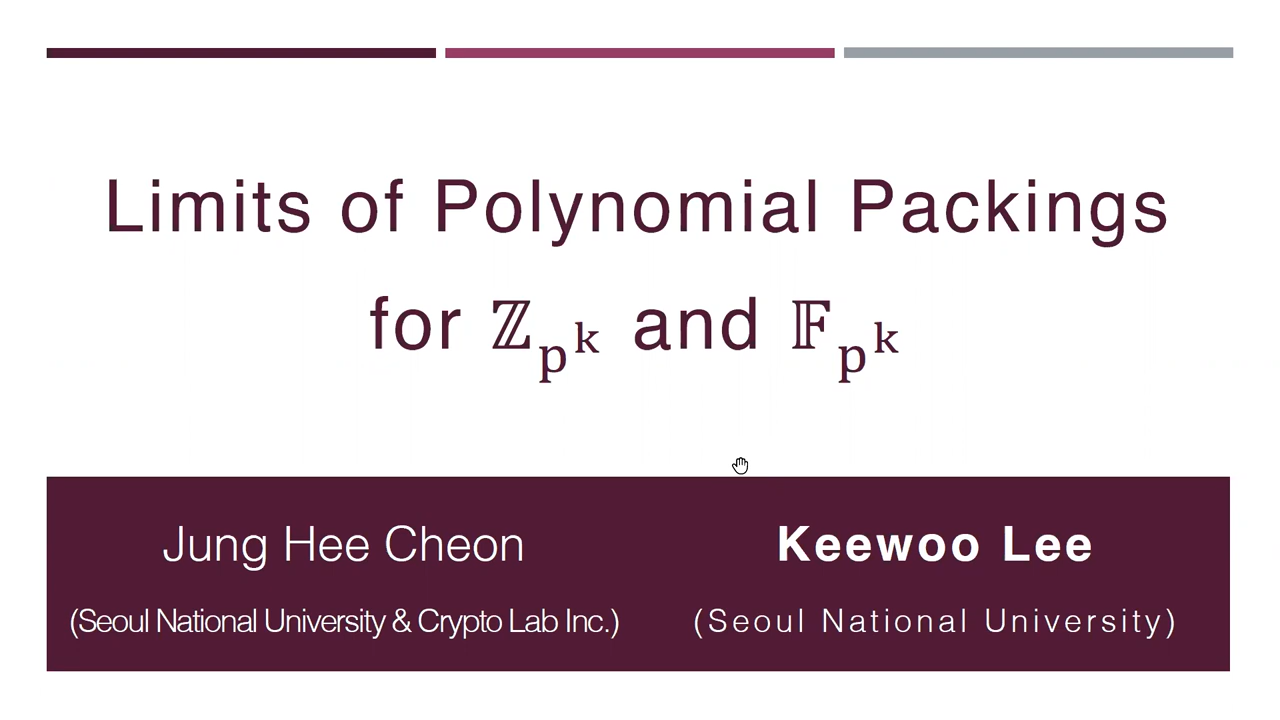 Limits of Polynomial Packings
for ℤ_{p^k} and 𝔽_{p^k}
Jung Hee Cheon
(Seoul National University & Crypto Lab Inc.)
Keewoo Lee
(Seoul National University)